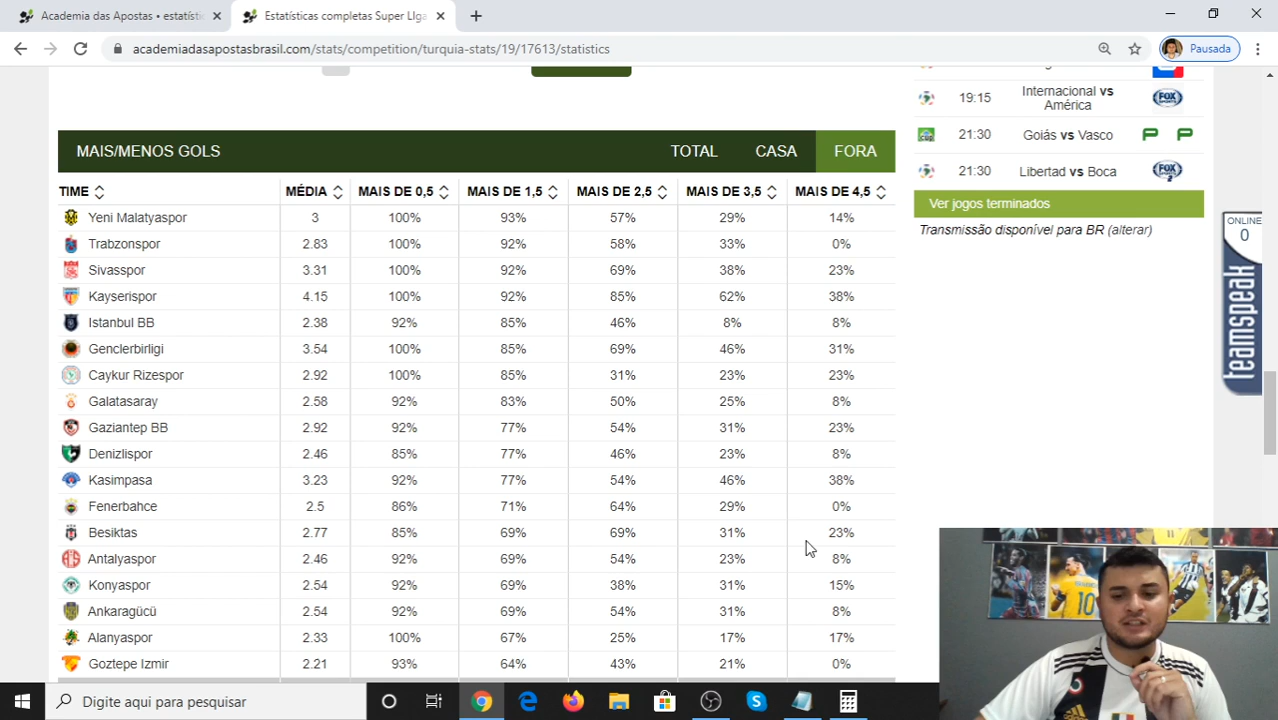 Academia das Apostas • estatísti
Estatísticas completas Super LIga
academiadasapostasbrasil.com/stats/competition/turquia-stats/19/17613/statistics
Pausada
19:15 Internacional vs América FOX SPORTS
21:30 Goiás vs Vasco P P
21:30 Libertad vs Boca FOX 2
Ver jogos terminados
Transmissão disponível para BR (alterar)
ONLINE
0
teamspeak
MAIS/MENOS GOLS TOTAL CASA FORA
TIME MÉDIA MAIS DE 0,5 MAIS DE 1,5 MAIS DE 2,5 MAIS DE 3,5 MAIS DE 4,5
Yeni Malatyaspor 3 100% 93% 57% 29% 14%
Trabzonspor 2.83 100% 92% 58% 33% 0%
Sivasspor 3.31 100% 92% 69% 38% 23%
Kayserispor 4.15 100% 92% 85% 62% 38%
Istanbul BB 2.38 92% 85% 46% 8% 8%
Genclerbirligi 3.54 100% 85% 69% 46% 31%
Caykur Rizespor 2.92 100% 85% 31% 23% 23%
Galatasaray 2.58 92% 83% 50% 25% 8%
Gaziantep BB 2.92 92% 77% 54% 31% 23%
Denizlispor 2.46 85% 77% 46% 23% 8%
Kasimpasa 3.23 92% 77% 54% 46% 38%
Fenerbahce 2.5 86% 71% 64% 29% 0%
Besiktas 2.77 85% 69% 69% 31% 23%
Antalyaspor 2.46 92% 69% 54% 23% 8%
Konyaspor 2.54 92% 69% 38% 31% 15%
Ankaragücü 2.54 92% 69% 54% 31% 8%
Alanyaspor 2.33 100% 67% 25% 17% 17%
Goztepe Izmir 2.21 93% 64% 43% 21% 0%
10
Digite aqui para pesquisar